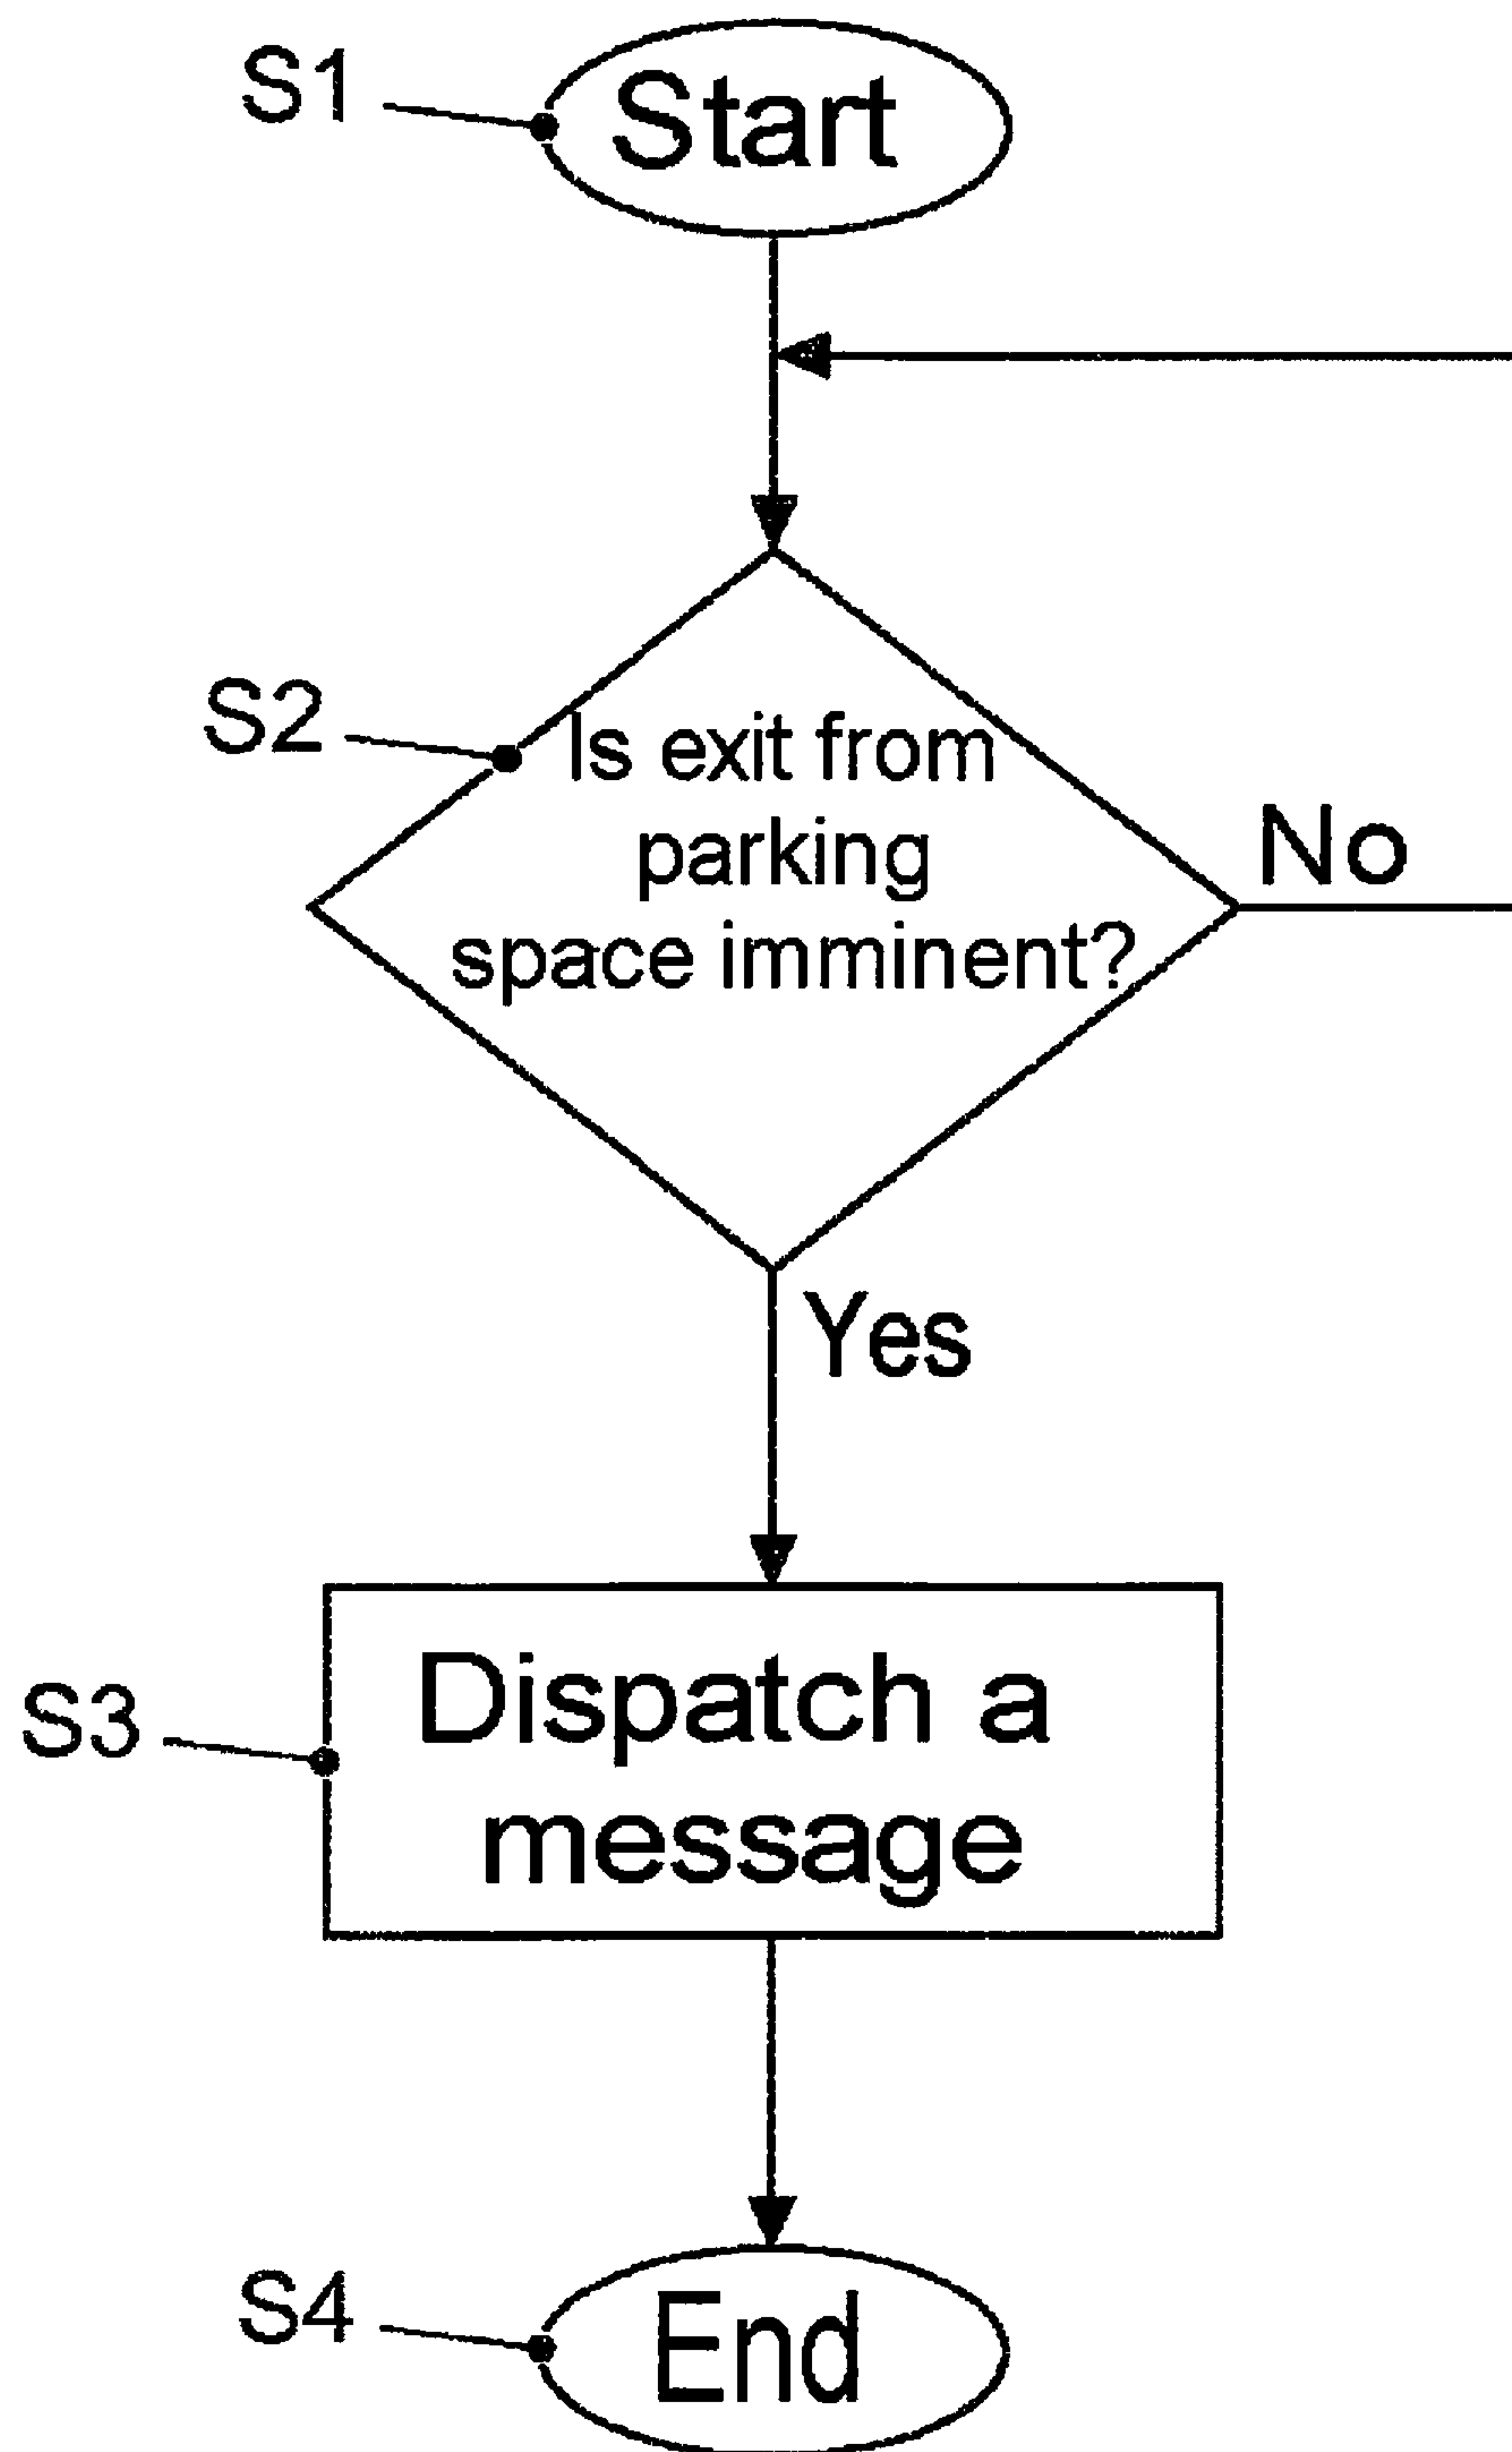 S1
Start
S2
Is exit from
parking
space imminent?
No
Yes
S3
Dispatch a
message
S4
End